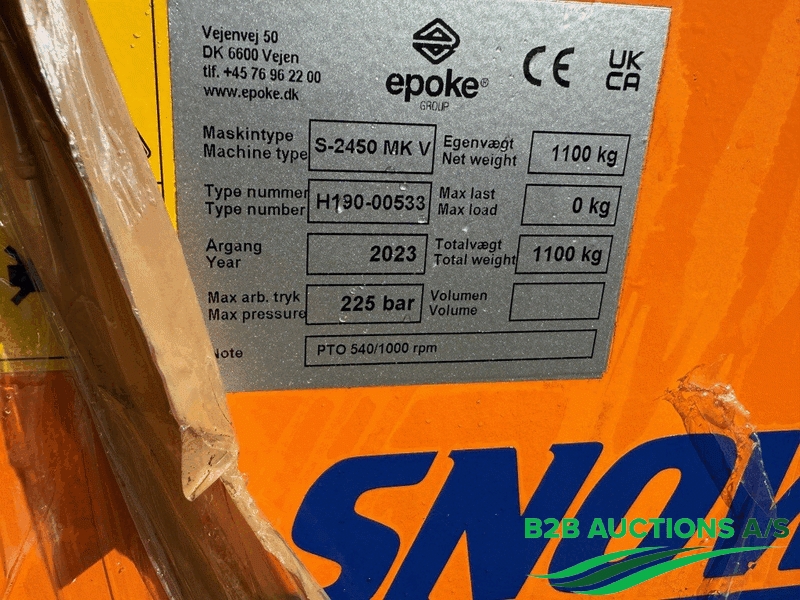 Vejenvej 50
DK 6600 Vejen
tlf. +45 76 96 22 00
www.epoke.dk
epoke®
GROUP
CE
UK
CA
Maskintype
Machine type
S-2450 MK V
Egenvægt
Net weight
1100 kg
Type nummer
Type number
H190-00533
Max last
Max load
0 kg
Argang
Year
2023
Totalvægt
Total weight
1100 kg
Max arb. tryk
Max pressure
225 bar
Volumen
Volume
Note
PTO 540/1000 rpm
SNOW
B2B AUCTIONS A/S